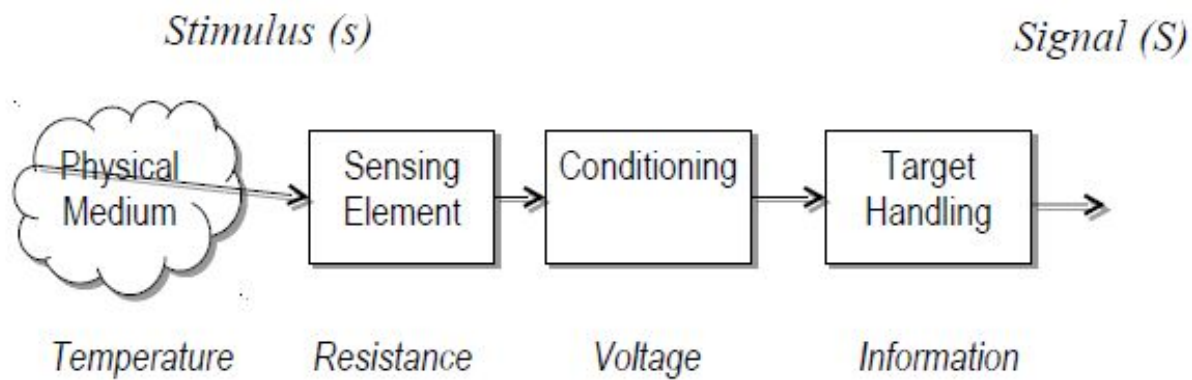 Stimulus (s)
Signal (S)
Physical
Medium
Sensing
Element
Conditioning
Target
Handling
Temperature
Resistance
Voltage
Information